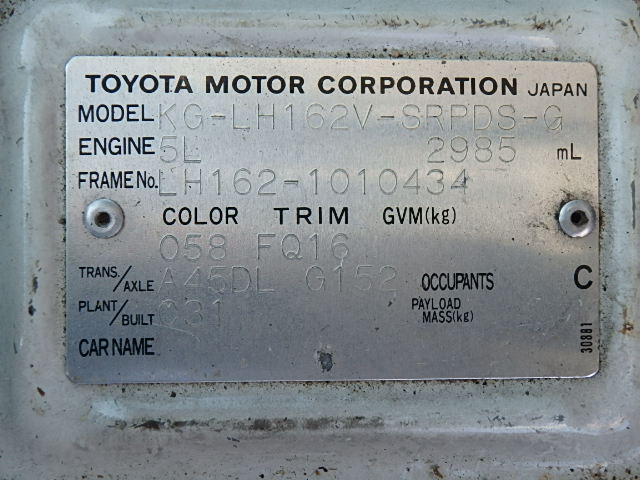 TOYOTA MOTOR CORPORATION JAPAN
MODEL KG-LH162V-SRPDS-G
ENGINE 5L 2985 mL
FRAME No. LH162-1010434
COLOR TRIM GVM(kg)
058 FQ16
TRANS./AXLE A45DL G152 OCCUPANTS C
PLANT/BUILT PAYLOAD MASS(kg)
CAR NAME
30881